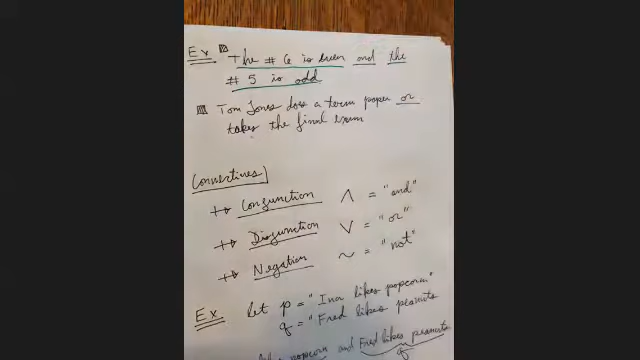 Ex The # 6 is even and the
# 5 is odd
Tom Jones does a term paper or
takes the final exam
Connectives
Conjunction ∧ = "and"
Disjunction ∨ = "or"
Negation ~ = "not"
Ex let p = "Ivan likes popcorn"
q = "Fred likes peanuts
likes popcorn and Fred likes peanuts
q